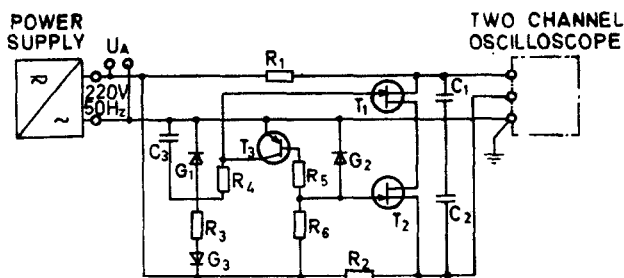 POWER
SUPPLY
UA
TWO CHANNEL
OSCILLOSCOPE
R1
R
~
220V
50Hz
C1
T1
C3
G1
T3
R4
R5
G2
T2
C2
R3
R6
G3
R2